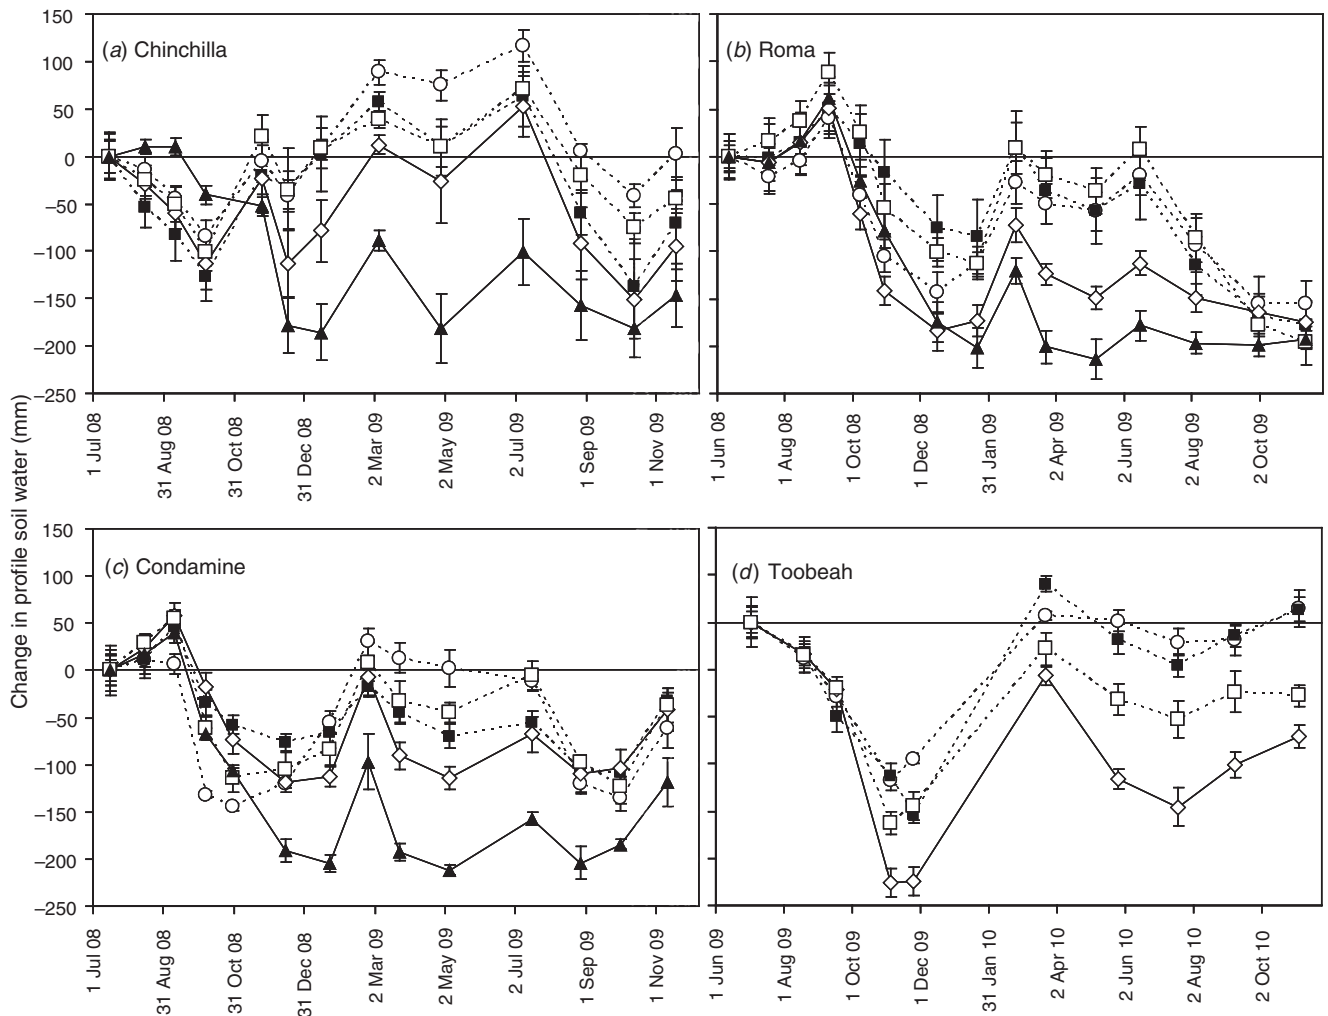 150
100
50
0
–50
–100
–150
–200
–250
(a) Chinchilla
(b) Roma
1 Jul 08
31 Aug 08
31 Oct 08
31 Dec 08
2 Mar 09
2 May 09
2 Jul 09
1 Sep 09
1 Nov 09
1 Jun 08
1 Aug 08
1 Oct 08
1 Dec 08
31 Jan 09
2 Apr 09
2 Jun 09
2 Aug 09
2 Oct 09
Change in profile soil water (mm)
150
100
50
0
–50
–100
–150
–200
–250
(c) Condamine
(d) Toobeah
1 Jul 08
31 Aug 08
31 Oct 08
31 Dec 08
2 Mar 09
2 May 09
2 Jul 09
1 Sep 09
1 Nov 09
1 Jun 09
1 Aug 09
1 Oct 09
1 Dec 09
31 Jan 10
2 Apr 10
2 Jun 10
2 Aug 10
2 Oct 10